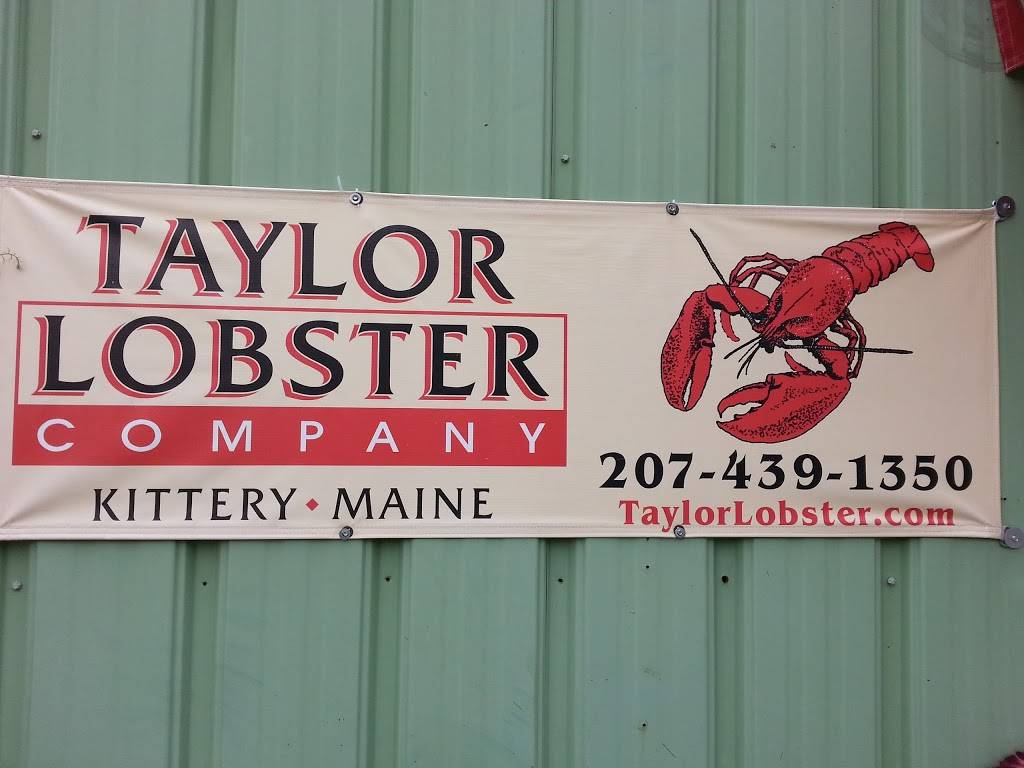 TAYLOR
LOBSTER
COMPANY
KITTERY • MAINE
207-439-1350
TaylorLobster.com